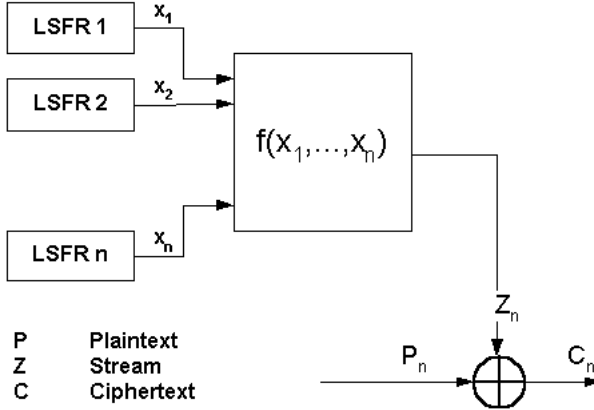 LSFR 1
x1
LSFR 2
x2
f(x1,...,xn)
LSFR n
xn
Zn
P Plaintext
Z Stream
C Ciphertext
Pn
Cn